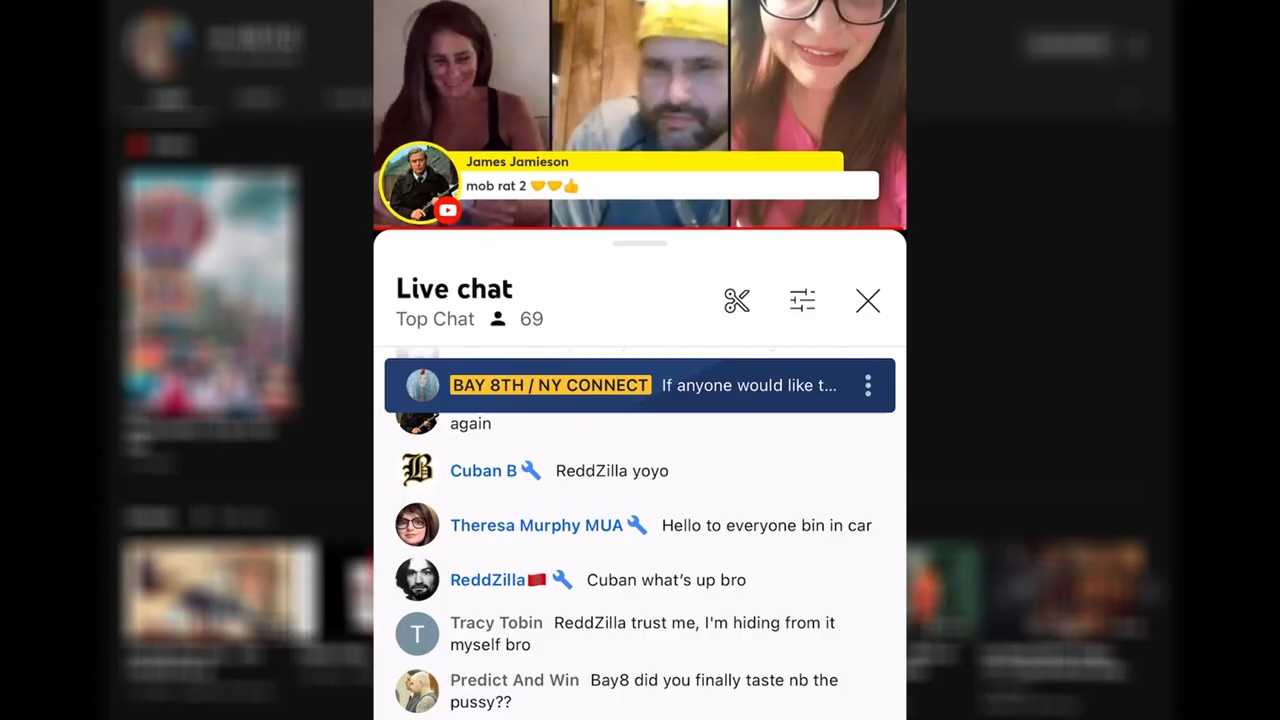 James Jamieson
mob rat 2 🤝🤝👍
Live chat
Top Chat 69
BAY 8TH / NY CONNECT If anyone would like t...
again
Cuban B🔧 ReddZilla yoyo
Theresa Murphy MUA🔧 Hello to everyone bin in car
ReddZilla🇲🇦🔧 Cuban what's up bro
T Tracy Tobin ReddZilla trust me, I'm hiding from it
myself bro
Predict And Win Bay8 did you finally taste nb the
pussy??